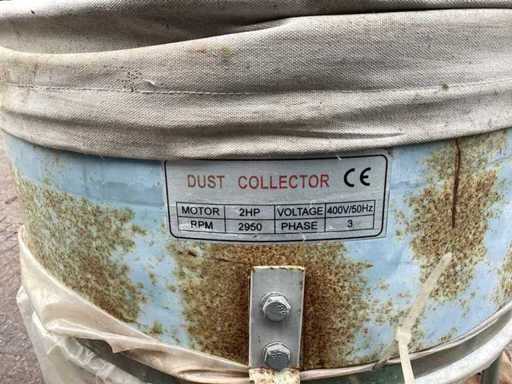 DUST COLLECTOR CE
MOTOR 2HP VOLTAGE 400V/50Hz
RPM 2950 PHASE 3